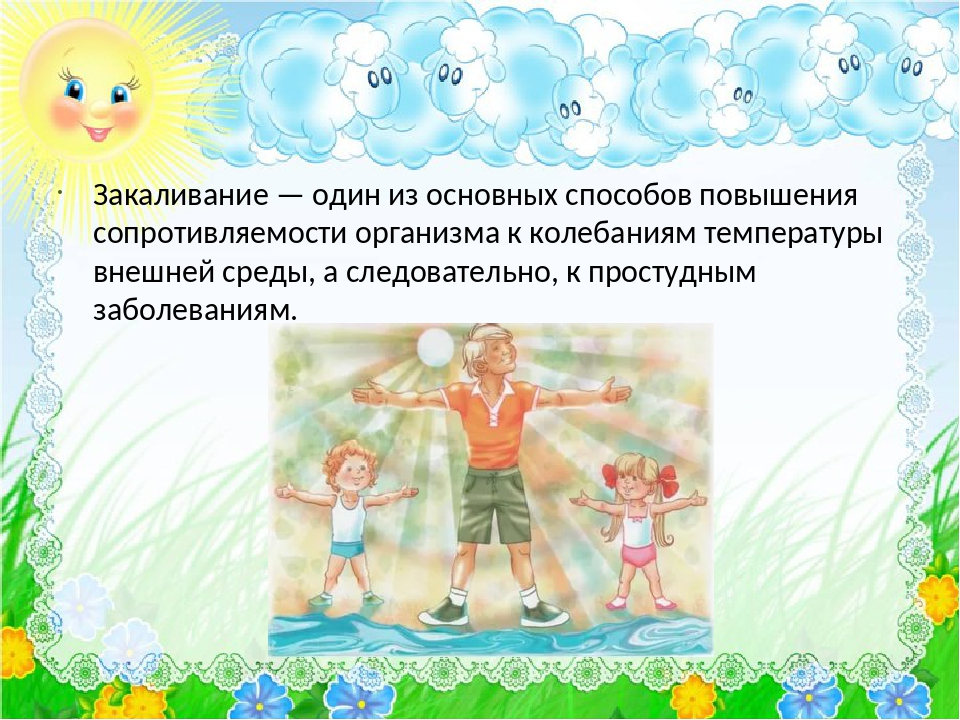 Закаливание — один из основных способов повышения
сопротивляемости организма к колебаниям температуры
внешней среды, а следовательно, к простудным
заболеваниям.